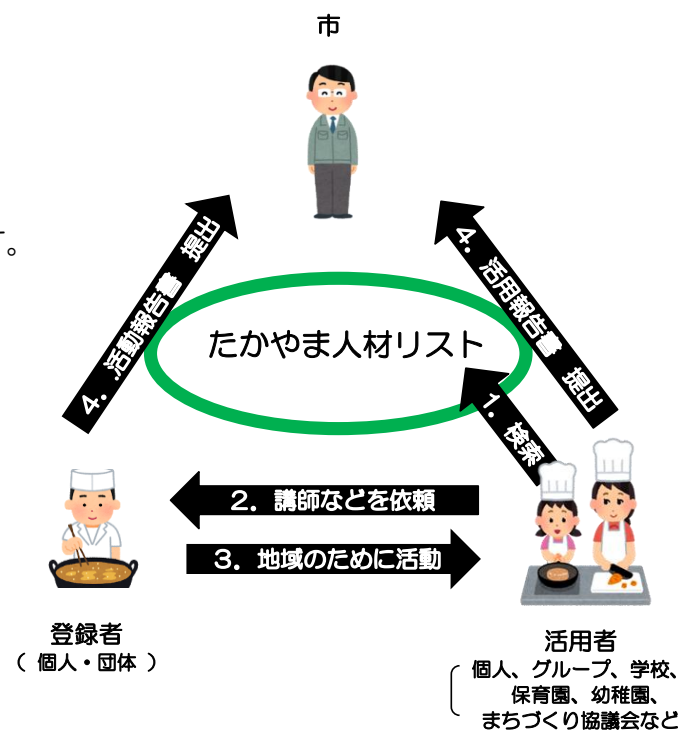 市
。
4．活動報告書　提出
4．活用報告書　提出
たかやま人材リスト
1．検索
2．講師などを依頼
3．地域のために活動
登録者
（ 個人・団体 ）
活用者
個人、グループ、学校、
保育園、幼稚園、
まちづくり協議会など